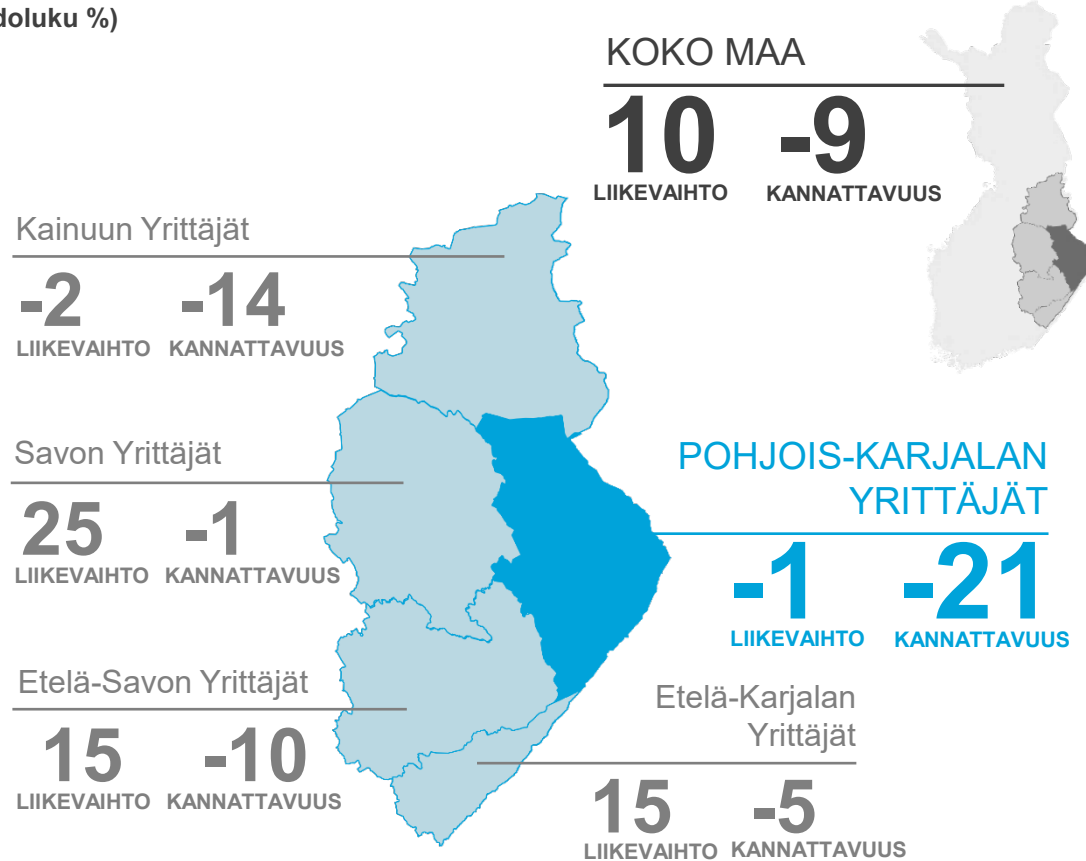 doluku %)
KOKO MAA
10 -9
LIIKEVAIHTO KANNATTAVUUS
Kainuun Yrittäjät
-2 -14
LIIKEVAIHTO KANNATTAVUUS
Savon Yrittäjät
25 -1
LIIKEVAIHTO KANNATTAVUUS
POHJOIS-KARJALAN
YRITTÄJÄT
-1 -21
LIIKEVAIHTO KANNATTAVUUS
Etelä-Savon Yrittäjät
15 -10
LIIKEVAIHTO KANNATTAVUUS
Etelä-Karjalan
Yrittäjät
15 -5
LIIKEVAIHTO KANNATTAVUUS